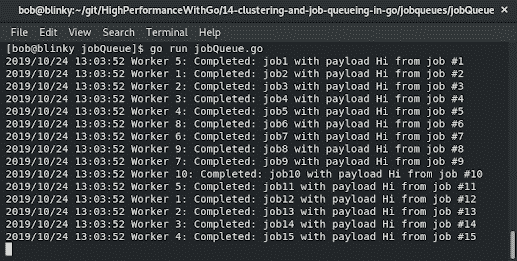 bob@blinky:~/git/HighPerformanceWithGo/14-clustering-and-job-queueing-in-go/jobqueues/jobQueue
File Edit View Search Terminal Help
[bob@blinky jobQueue]$ go run jobQueue.go
2019/10/24 13:03:52 Worker 5: Completed: job1 with payload Hi from job #1
2019/10/24 13:03:52 Worker 1: Completed: job2 with payload Hi from job #2
2019/10/24 13:03:52 Worker 2: Completed: job3 with payload Hi from job #3
2019/10/24 13:03:52 Worker 3: Completed: job4 with payload Hi from job #4
2019/10/24 13:03:52 Worker 4: Completed: job5 with payload Hi from job #5
2019/10/24 13:03:52 Worker 8: Completed: job6 with payload Hi from job #6
2019/10/24 13:03:52 Worker 6: Completed: job7 with payload Hi from job #7
2019/10/24 13:03:52 Worker 9: Completed: job8 with payload Hi from job #8
2019/10/24 13:03:52 Worker 7: Completed: job9 with payload Hi from job #9
2019/10/24 13:03:52 Worker 10: Completed: job10 with payload Hi from job #10
2019/10/24 13:03:52 Worker 5: Completed: job11 with payload Hi from job #11
2019/10/24 13:03:52 Worker 1: Completed: job12 with payload Hi from job #12
2019/10/24 13:03:52 Worker 2: Completed: job13 with payload Hi from job #13
2019/10/24 13:03:52 Worker 3: Completed: job14 with payload Hi from job #14
2019/10/24 13:03:52 Worker 4: Completed: job15 with payload Hi from job #15